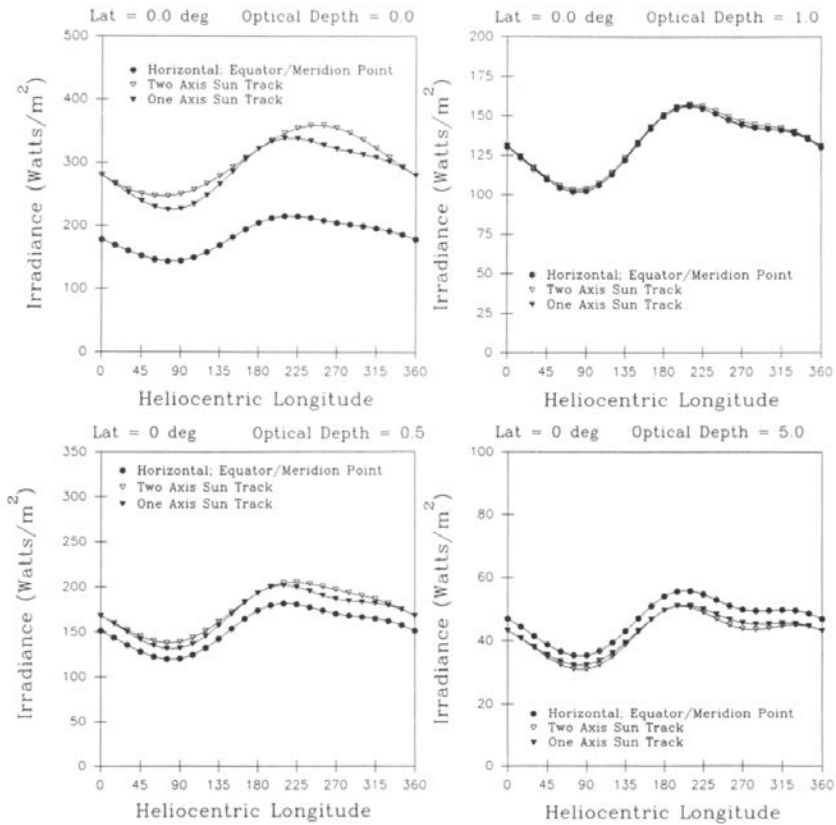 Lat = 0.0 deg Optical Depth = 0.0
500
400
300
200
100
0
Irradiance (Watts/m²)
Horizontal; Equator/Meridion Point
Two Axis Sun Track
One Axis Sun Track
0 45 90 135 180 225 270 315 360
Heliocentric Longitude
Lat = 0.0 deg Optical Depth = 1.0
200
175
150
125
100
75
50
25
0
Irradiance (Watts/m²)
Horizontal; Equator/Meridion Point
Two Axis Sun Track
One Axis Sun Track
0 45 90 135 180 225 270 315 360
Heliocentric Longitude
Lat = 0 deg Optical Depth = 0.5
350
300
250
200
150
100
50
0
Irradiance (Watts/m²)
Horizontal; Equator/Meridion Point
Two Axis Sun Track
One Axis Sun Track
0 45 90 135 180 225 270 315 360
Heliocentric Longitude
Lat = 0 deg Optical Depth = 5.0
100
80
60
40
20
0
Irradiance (Watts/m²)
Horizontal; Equator/Meridion Point
Two Axis Sun Track
One Axis Sun Track
0 45 90 135 180 225 270 315 360
Heliocentric Longitude